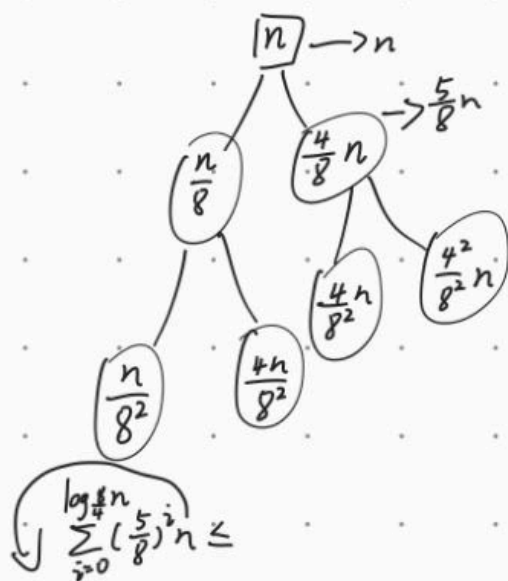 n → n
n/8 4/8 n → 5/8 n
n/8² 4n/8² 4/8² n 4²/8² n
log_{8/4} n
∑ (5/8)^i n ≤
i=0